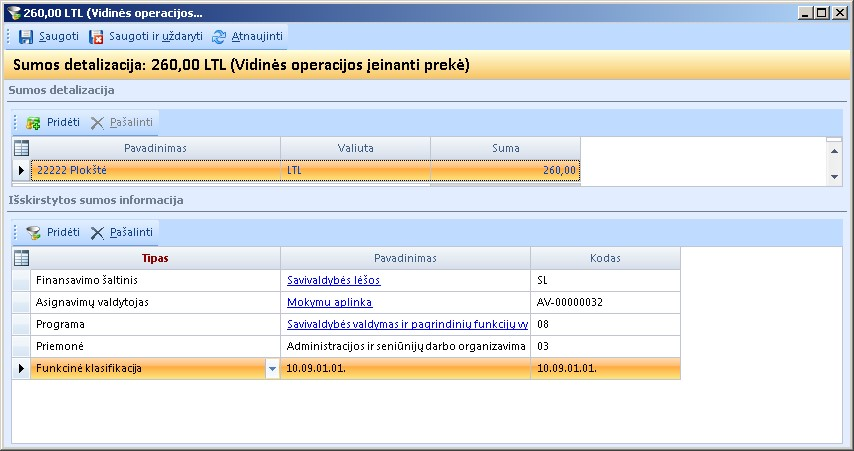 260,00 LTL (Vidinės operacijos...
Saugoti Saugoti ir uždaryti Atnaujinti
Sumos detalizacija: 260,00 LTL (Vidinės operacijos įeinanti prekė)
Sumos detalizacija
Pridėti Pašalinti
Pavadinimas Valiuta Suma
22222 Plokštė LTL 260,00
Išskirstytos sumos informacija
Pridėti Pašalinti
Tipas Pavadinimas Kodas
Finansavimo šaltinis Savivaldybės lėšos SL
Asignavimų valdytojas Mokymu aplinka AV-00000032
Programa Savivaldybės valdymas ir pagrindinių funkcijų vy 08
Priemonė Administracijos ir seniūnijų darbo organizavima 03
Funkcinė klasifikacija 10.09.01.01. 10.09.01.01.